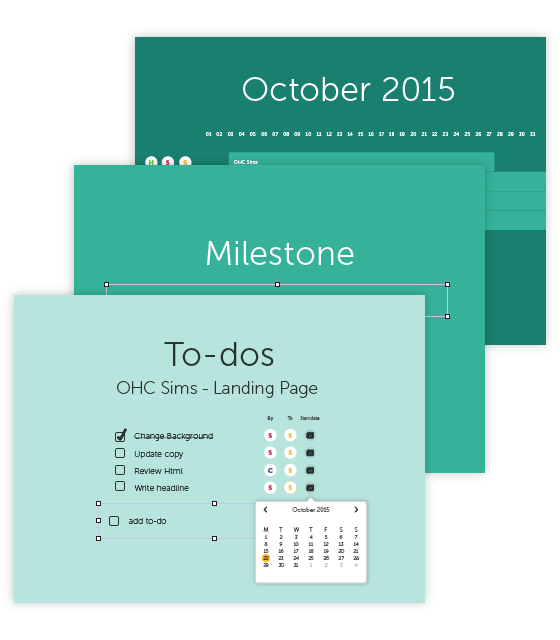 October 2015
01 02 03 04 05 06 07 08 09 10 11 12 13 14 15 16 17 18 19 20 21 22 23 24 25 26 27 28 29 30 31
H S S OHC Sims
Milestone
To-dos
OHC Sims - Landing Page
By To Start date
Change Background S S
Update copy S S
Review Html C S
Write headline S S
add to-do
October 2015
M T W T F S S
1 2 3 4 5 6 7
8 9 10 11 12 13 14
15 16 17 18 19 20 21
22 23 24 25 26 27 28
29 30 31 1 2 3 4